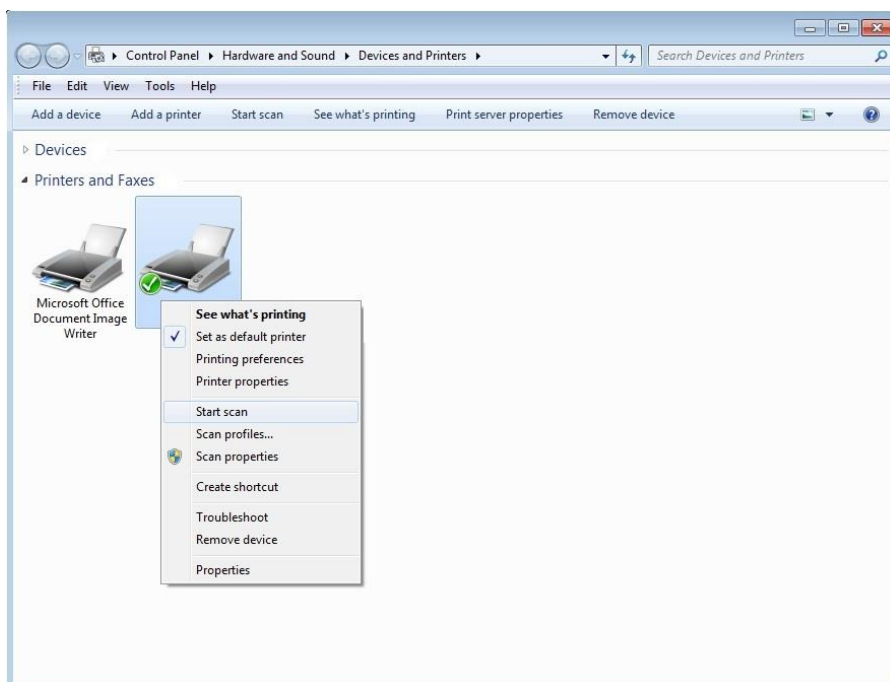 Control Panel Hardware and Sound Devices and Printers Search Devices and Printers
File Edit View Tools Help
Add a device Add a printer Start scan See what's printing Print server properties Remove device
Devices
Printers and Faxes
Microsoft Office
Document Image
Writer
See what's printing
Set as default printer
Printing preferences
Printer properties
Start scan
Scan profiles...
Scan properties
Create shortcut
Troubleshoot
Remove device
Properties